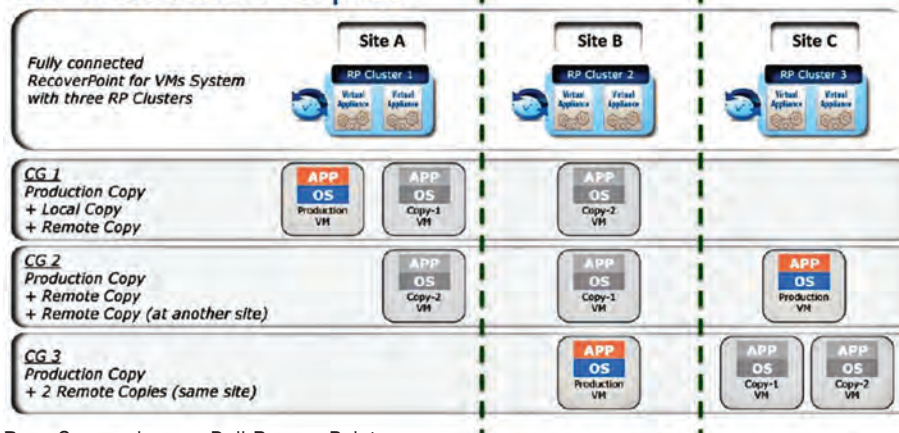 Site A
Site B
Site C
Fully connected
RecoverPoint for VMs System
with three RP Clusters
RP Cluster 1
Virtual Appliance
Virtual Appliance
RP Cluster 2
Virtual Appliance
Virtual Appliance
RP Cluster 3
Virtual Appliance
Virtual Appliance
CG 1
Production Copy
+ Local Copy
+ Remote Copy
APP
OS
Production
VM
APP
OS
Copy-1
VM
APP
OS
Copy-2
VM
CG 2
Production Copy
+ Remote Copy
+ Remote Copy (at another site)
APP
OS
Copy-2
VM
APP
OS
Copy-1
VM
APP
OS
Production
VM
CG 3
Production Copy
+ 2 Remote Copies (same site)
APP
OS
Production
VM
APP
OS
Copy-1
VM
APP
OS
Copy-2
VM